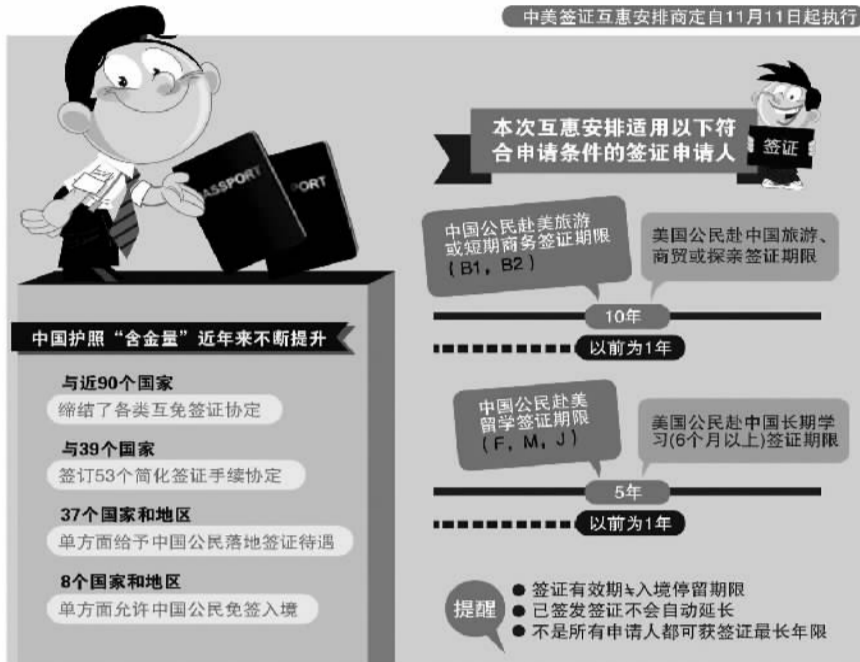 中美签证互惠安排商定自11月11日起执行
PASSPORT
PORT
中国护照“含金量”近年来不断提升
与近90个国家
缔结了各类互免签证协定
与39个国家
签订53个简化签证手续协定
37个国家和地区
单方面给予中国公民落地签证待遇
8个国家和地区
单方面允许中国公民免签入境
本次互惠安排适用以下符
合申请条件的签证申请人
签证
中国公民赴美旅游
或短期商务签证期限
(B1, B2)
美国公民赴中国旅游、
商贸或探亲签证期限
10年
以前为1年
中国公民赴美
留学签证期限
(F, M, J)
美国公民赴中国长期学
习(6个月以上)签证期限
5年
以前为1年
提醒
● 签证有效期≠入境停留期限
● 已签发签证不会自动延长
● 不是所有申请人都可获签证最长年限